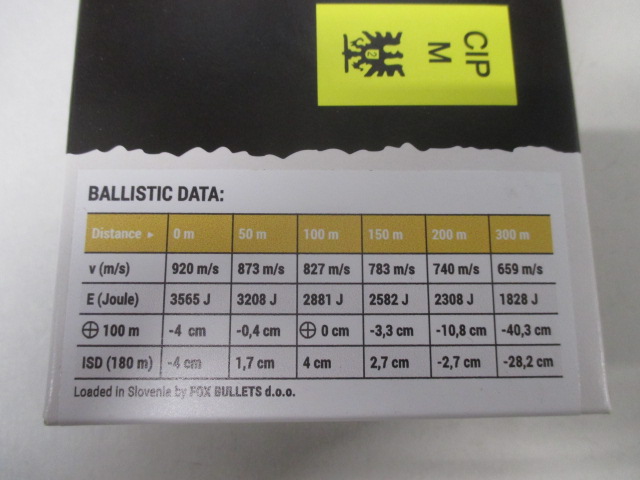 CIP
M
2
BALLISTIC DATA:
Distance ► 0 m 50 m 100 m 150 m 200 m 300 m
v (m/s) 920 m/s 873 m/s 827 m/s 783 m/s 740 m/s 659 m/s
E (Joule) 3565 J 3208 J 2881 J 2582 J 2308 J 1828 J
⊕ 100 m -4 cm -0,4 cm ⊕ 0 cm -3,3 cm -10,8 cm -40,3 cm
ISD (180 m) -4 cm 1,7 cm 4 cm 2,7 cm -2,7 cm -28,2 cm
Loaded in Slovenia by FOX BULLETS d.o.o.